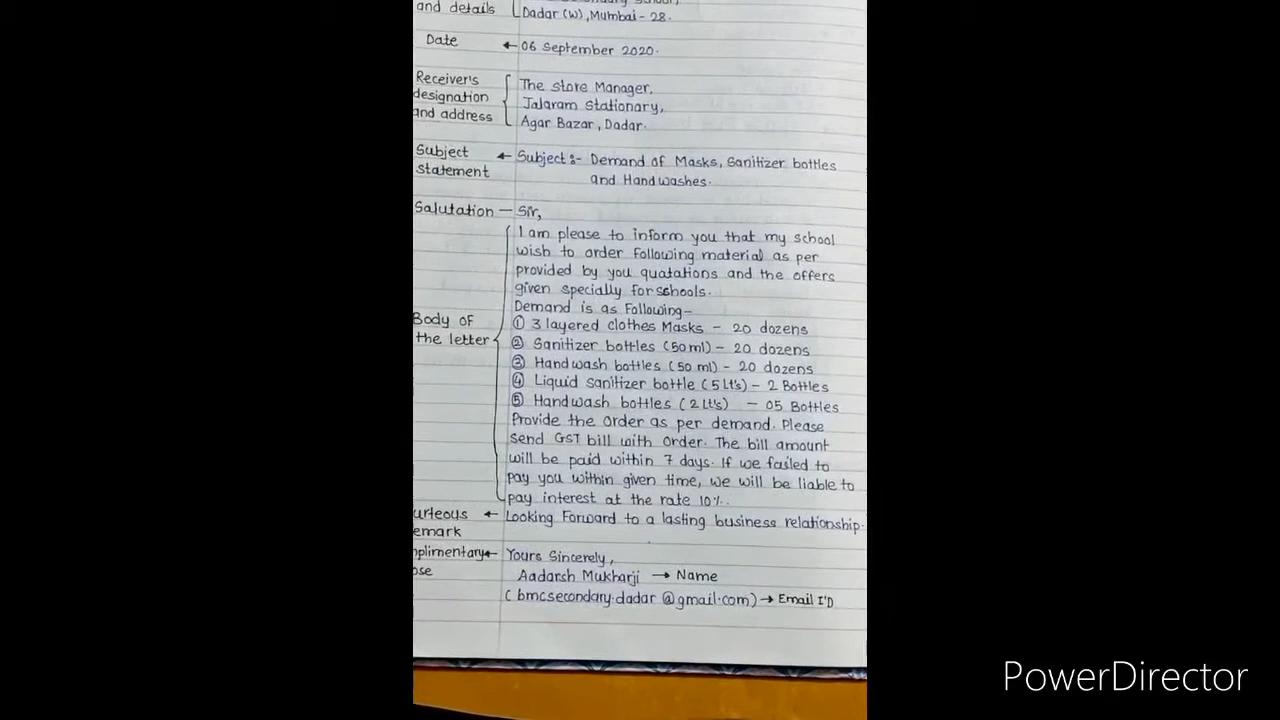 and details
Dadar (W), Mumbai - 28.
Date ← 06 September 2020.
Receiver's designation and address
The store Manager,
Jalaram Stationary,
Agar Bazar, Dadar.
Subject statement ← Subject :- Demand of Masks, Sanitizer bottles
and Handwashes.
Salutation — Sir,
Body of the letter
I am please to inform you that my school
wish to order following material as per
provided by you quatations and the offers
given specially for schools.
Demand is as Following-
① 3 layered clothes Masks - 20 dozens
② Sanitizer bottles (50ml) - 20 dozens
③ Handwash bottles (50 ml) - 20 dozens
④ Liquid sanitizer bottle (5 Lt's) - 2 Bottles
⑤ Handwash bottles (2 Lt's) - 05 Bottles
Provide the order as per demand. Please
send GST bill with order. The bill amount
will be paid within 7 days. If we failed to
pay you within given time, we will be liable to
pay interest at the rate 10%.
urteous emark ← Looking Forward to a lasting business relationship.
mplimentary ose ← Yours Sincerely,
Aadarsh Mukharji → Name
( bmcsecondary.dadar @gmail.com) → Email I'D
PowerDirector